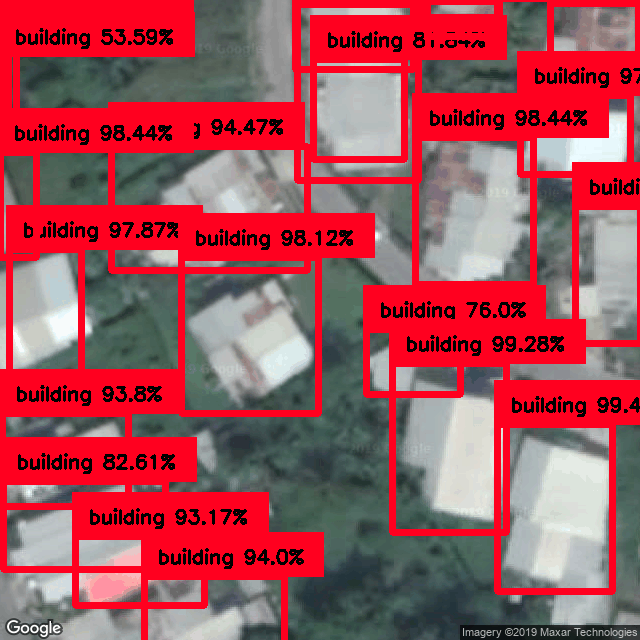 building 53.59%
building 81.84%
building 97
building 98.44%
building 98.44%
g 94.47%
buildi
building 97.87%
building 98.12%
building 76.0%
building 99.28%
building 93.8%
building 99.4
building 82.61%
building 93.17%
building 94.0%
Google
Imagery ©2019 Maxar Technologies